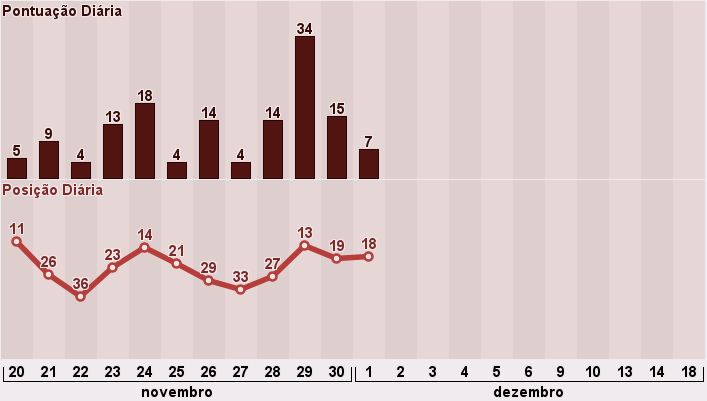 Pontuação Diária
5 9 4 13 18 4 14 4 14 34 15 7
Posição Diária
11 26 36 23 14 21 29 33 27 13 19 18
20 21 22 23 24 25 26 27 28 29 30 1 2 3 4 5 6 9 10 13 14 18
novembro dezembro